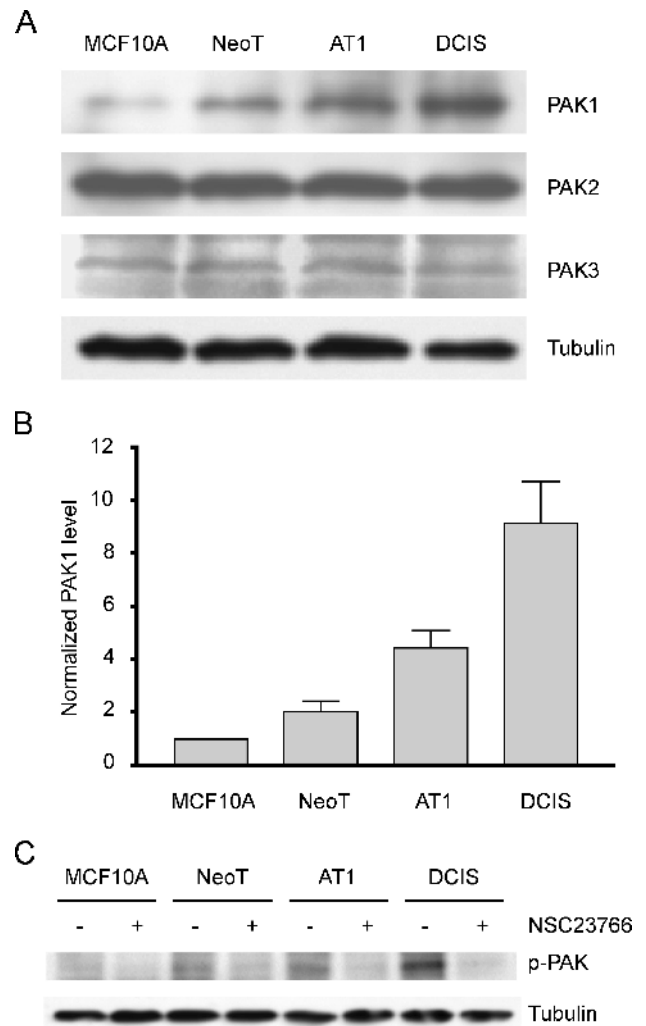 A
MCF10A NeoT AT1 DCIS
PAK1
PAK2
PAK3
Tubulin
B
12
10
8
6
4
2
0
Normalized PAK1 level
MCF10A NeoT AT1 DCIS
C
MCF10A NeoT AT1 DCIS
- + - + - + - + NSC23766
p-PAK
Tubulin